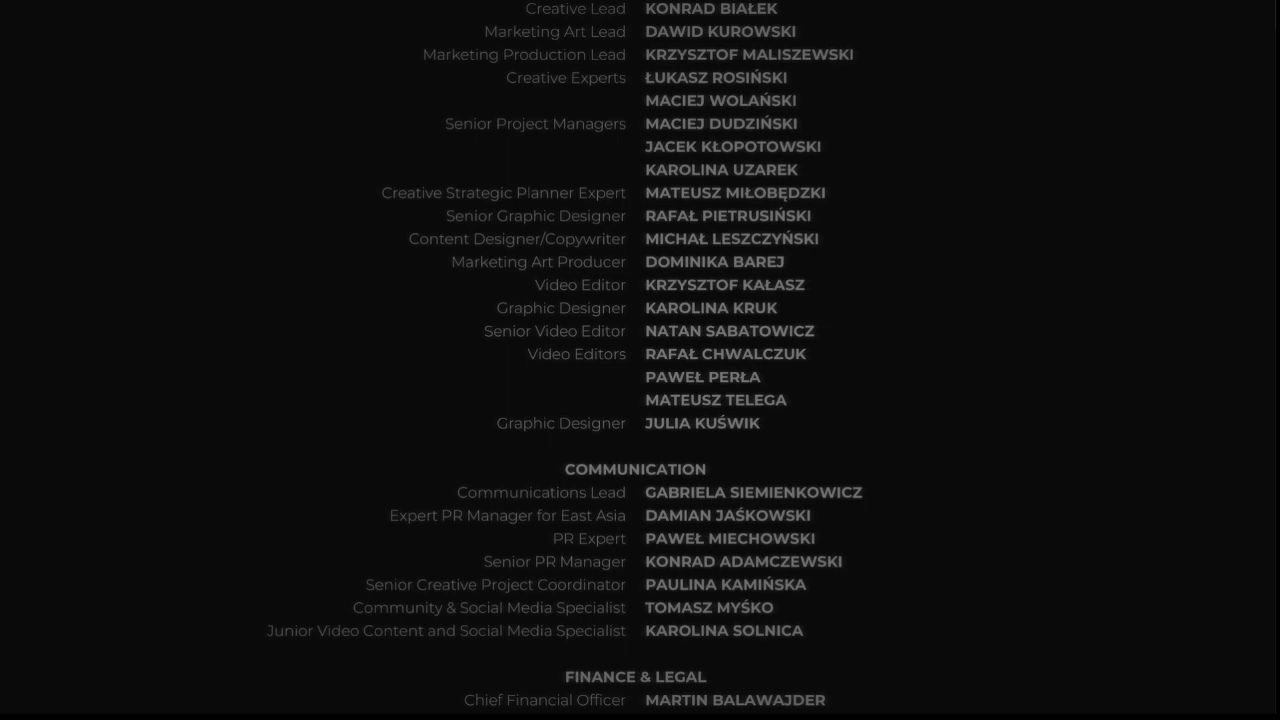 Creative Lead KONRAD BIAŁEK
Marketing Art Lead DAWID KUROWSKI
Marketing Production Lead KRZYSZTOF MALISZEWSKI
Creative Experts ŁUKASZ ROSIŃSKI
MACIEJ WOLAŃSKI
Senior Project Managers MACIEJ DUDZIŃSKI
JACEK KŁOPOTOWSKI
KAROLINA UZAREK
Creative Strategic Planner Expert MATEUSZ MIŁOBĘDZKI
Senior Graphic Designer RAFAŁ PIETRUSIŃSKI
Content Designer/Copywriter MICHAŁ LESZCZYŃSKI
Marketing Art Producer DOMINIKA BAREJ
Video Editor KRZYSZTOF KAŁASZ
Graphic Designer KAROLINA KRUK
Senior Video Editor NATAN SABATOWICZ
Video Editors RAFAŁ CHWALCZUK
PAWEŁ PERŁA
MATEUSZ TELEGA
Graphic Designer JULIA KUŚWIK
COMMUNICATION
Communications Lead GABRIELA SIEMIENKOWICZ
Expert PR Manager for East Asia DAMIAN JAŚKOWSKI
PR Expert PAWEŁ MIECHOWSKI
Senior PR Manager KONRAD ADAMCZEWSKI
Senior Creative Project Coordinator PAULINA KAMIŃSKA
Community & Social Media Specialist TOMASZ MYŚKO
Junior Video Content and Social Media Specialist KAROLINA SOLNICA
FINANCE & LEGAL
Chief Financial Officer MARTIN BALAWAJDER